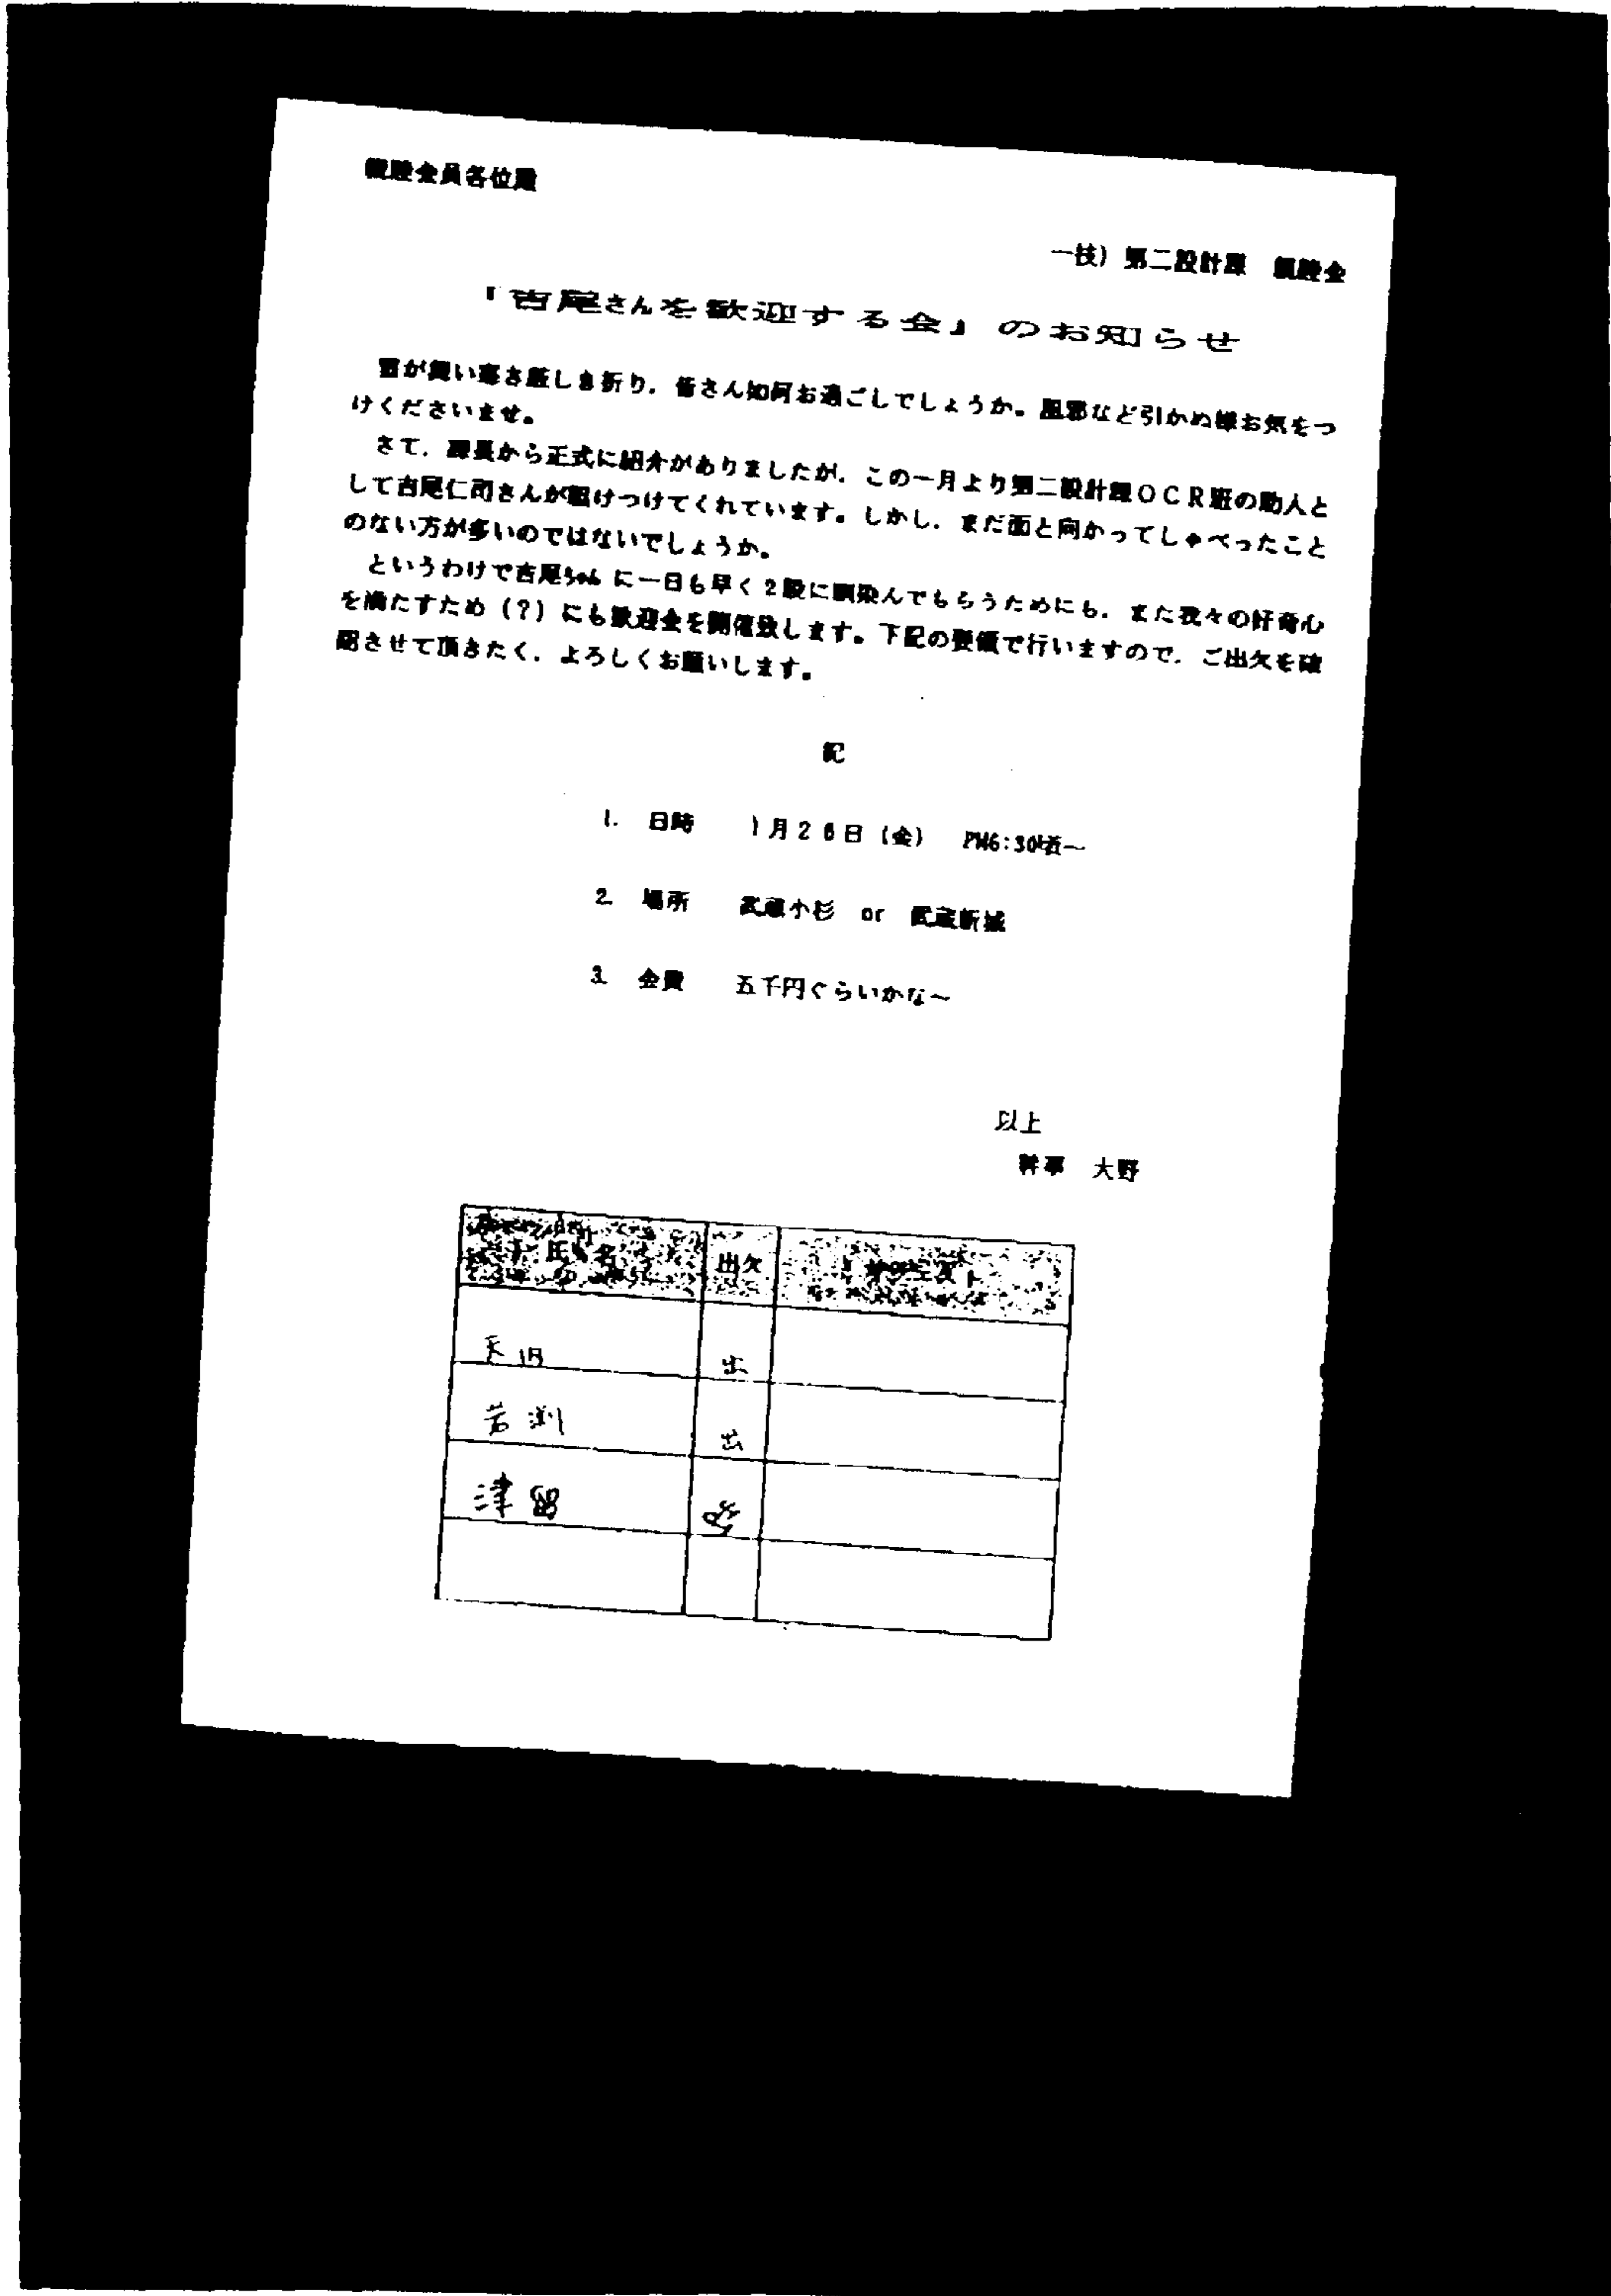 親睦会員各位殿
一技）第二設計課　親睦会
「吉尾さんを歓迎する会」のお知らせ
雪が舞い寒さ厳しき折り，皆さん如何お過ごしでしょうか。風邪など引かぬ様お気をつ
けくださいませ。
さて，課長から正式に紹介がありましたが，この一月より第二設計課ＯＣＲ班の助人と
して吉尾仁司さんが駆けつけてくれています。しかし，まだ面と向かってしゃべったこと
のない方が多いのではないでしょうか。
というわけで吉尾ちゃんに一日も早く２設に馴染んでもらうためにも，また我々の好奇心
を満たすため（？）にも歓迎会を開催致します。下記の要領で行いますので，ご出欠を確
認させて頂きたく，よろしくお願いします。
記
1. 日時　1月26日（金）　PM6:30頃～
2. 場所　武蔵小杉　or　武蔵新城
3. 会費　五千円ぐらいかな～
以上
幹事　大野
氏　名　出欠　リクエスト
出
岩渕　出
津留